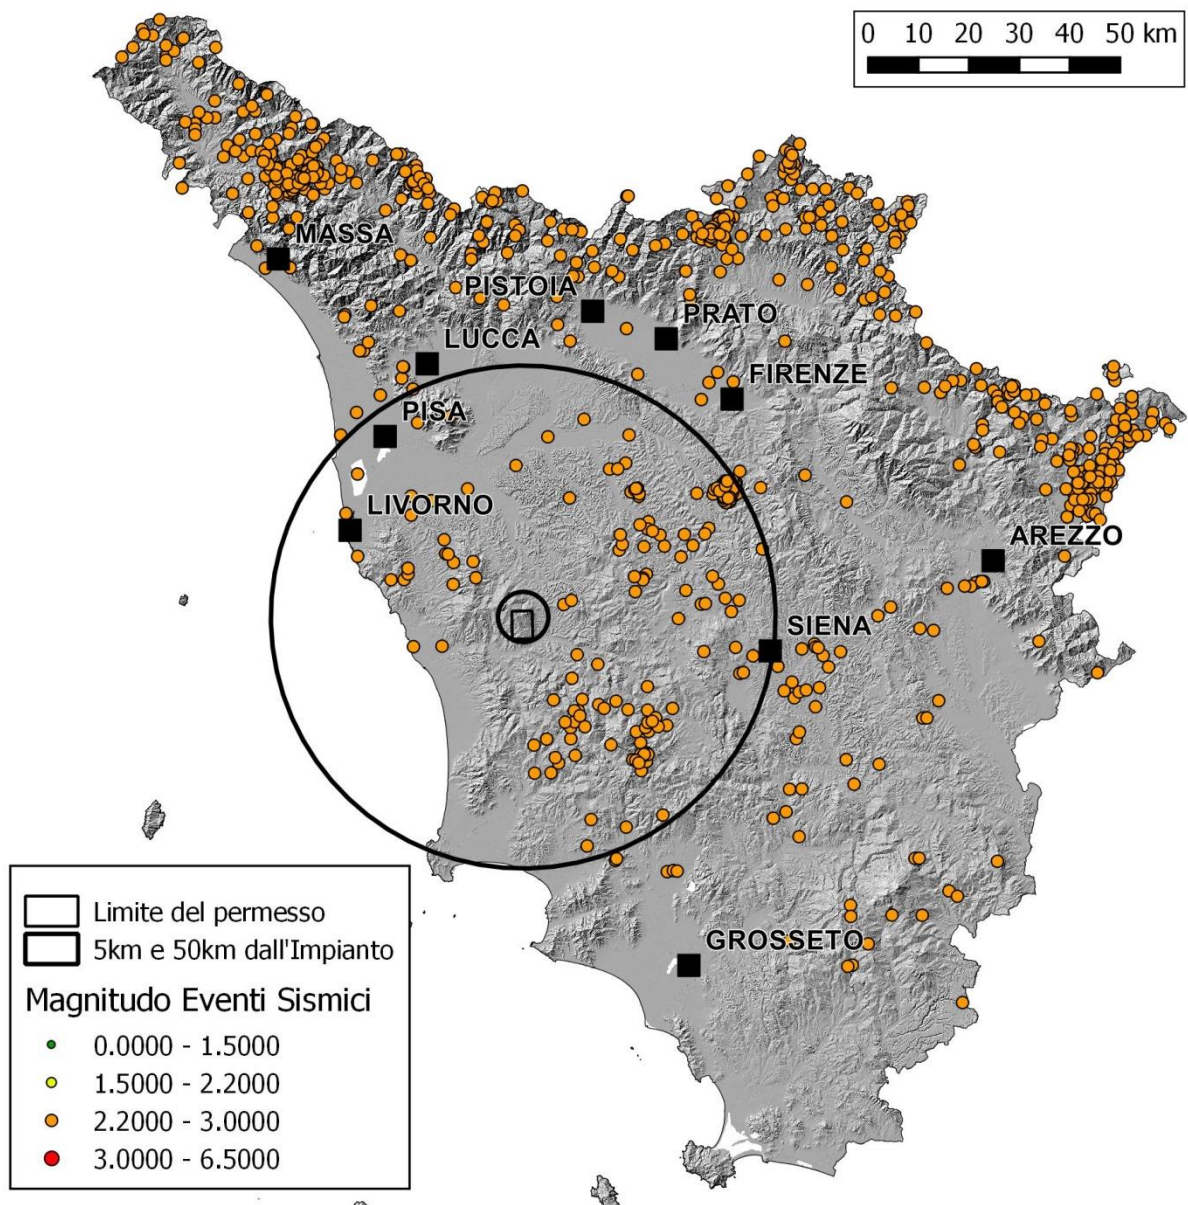 0 10 20 30 40 50 km
MASSA
PISTOIA
PRATO
LUCCA
FIRENZE
PISA
LIVORNO
AREZZO
SIENA
GROSSETO
Limite del permesso
5km e 50km dall'Impianto
Magnitudo Eventi Sismici
0.0000 - 1.5000
1.5000 - 2.2000
2.2000 - 3.0000
3.0000 - 6.5000